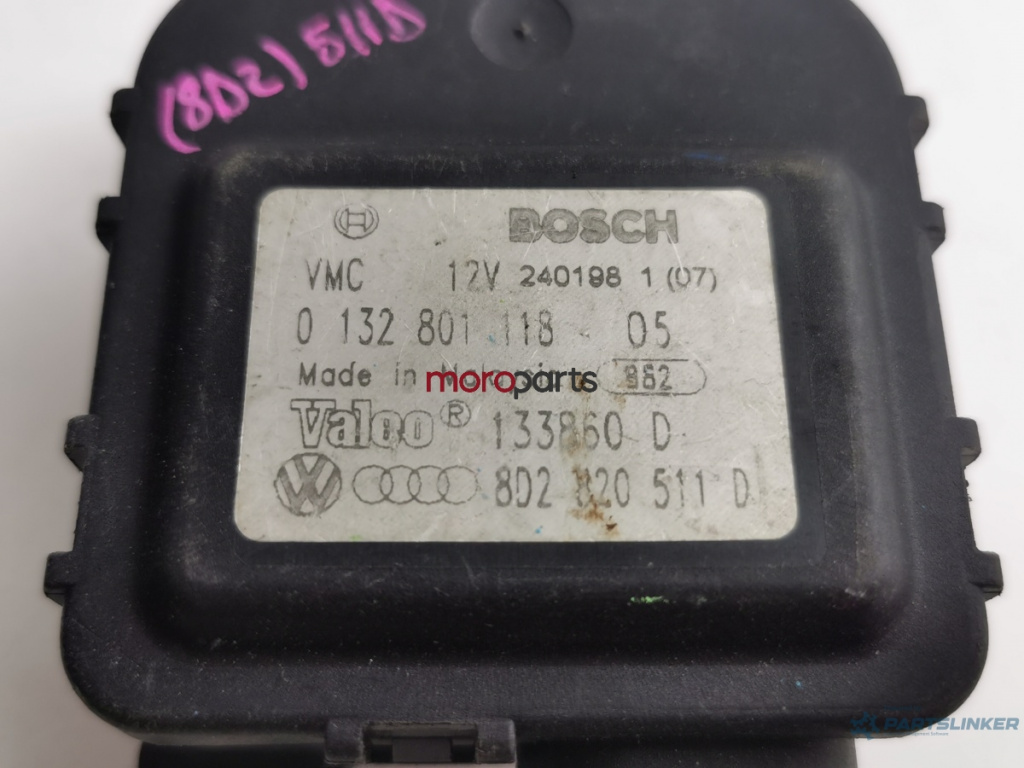 (8D2) 511D
BOSCH
VMC 12V 240198 1 (07)
0 132 801 118 05
Made in
moroparts
Valeo® 133860 D
8D2 820 511 D
PARTSLINKER